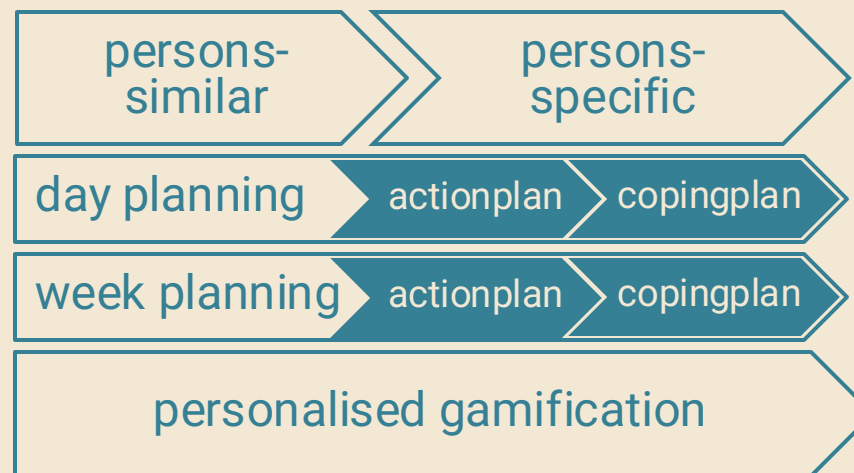 persons-
similar
persons-
specific
day planning
actionplan
copingplan
week planning
actionplan
copingplan
personalised gamification